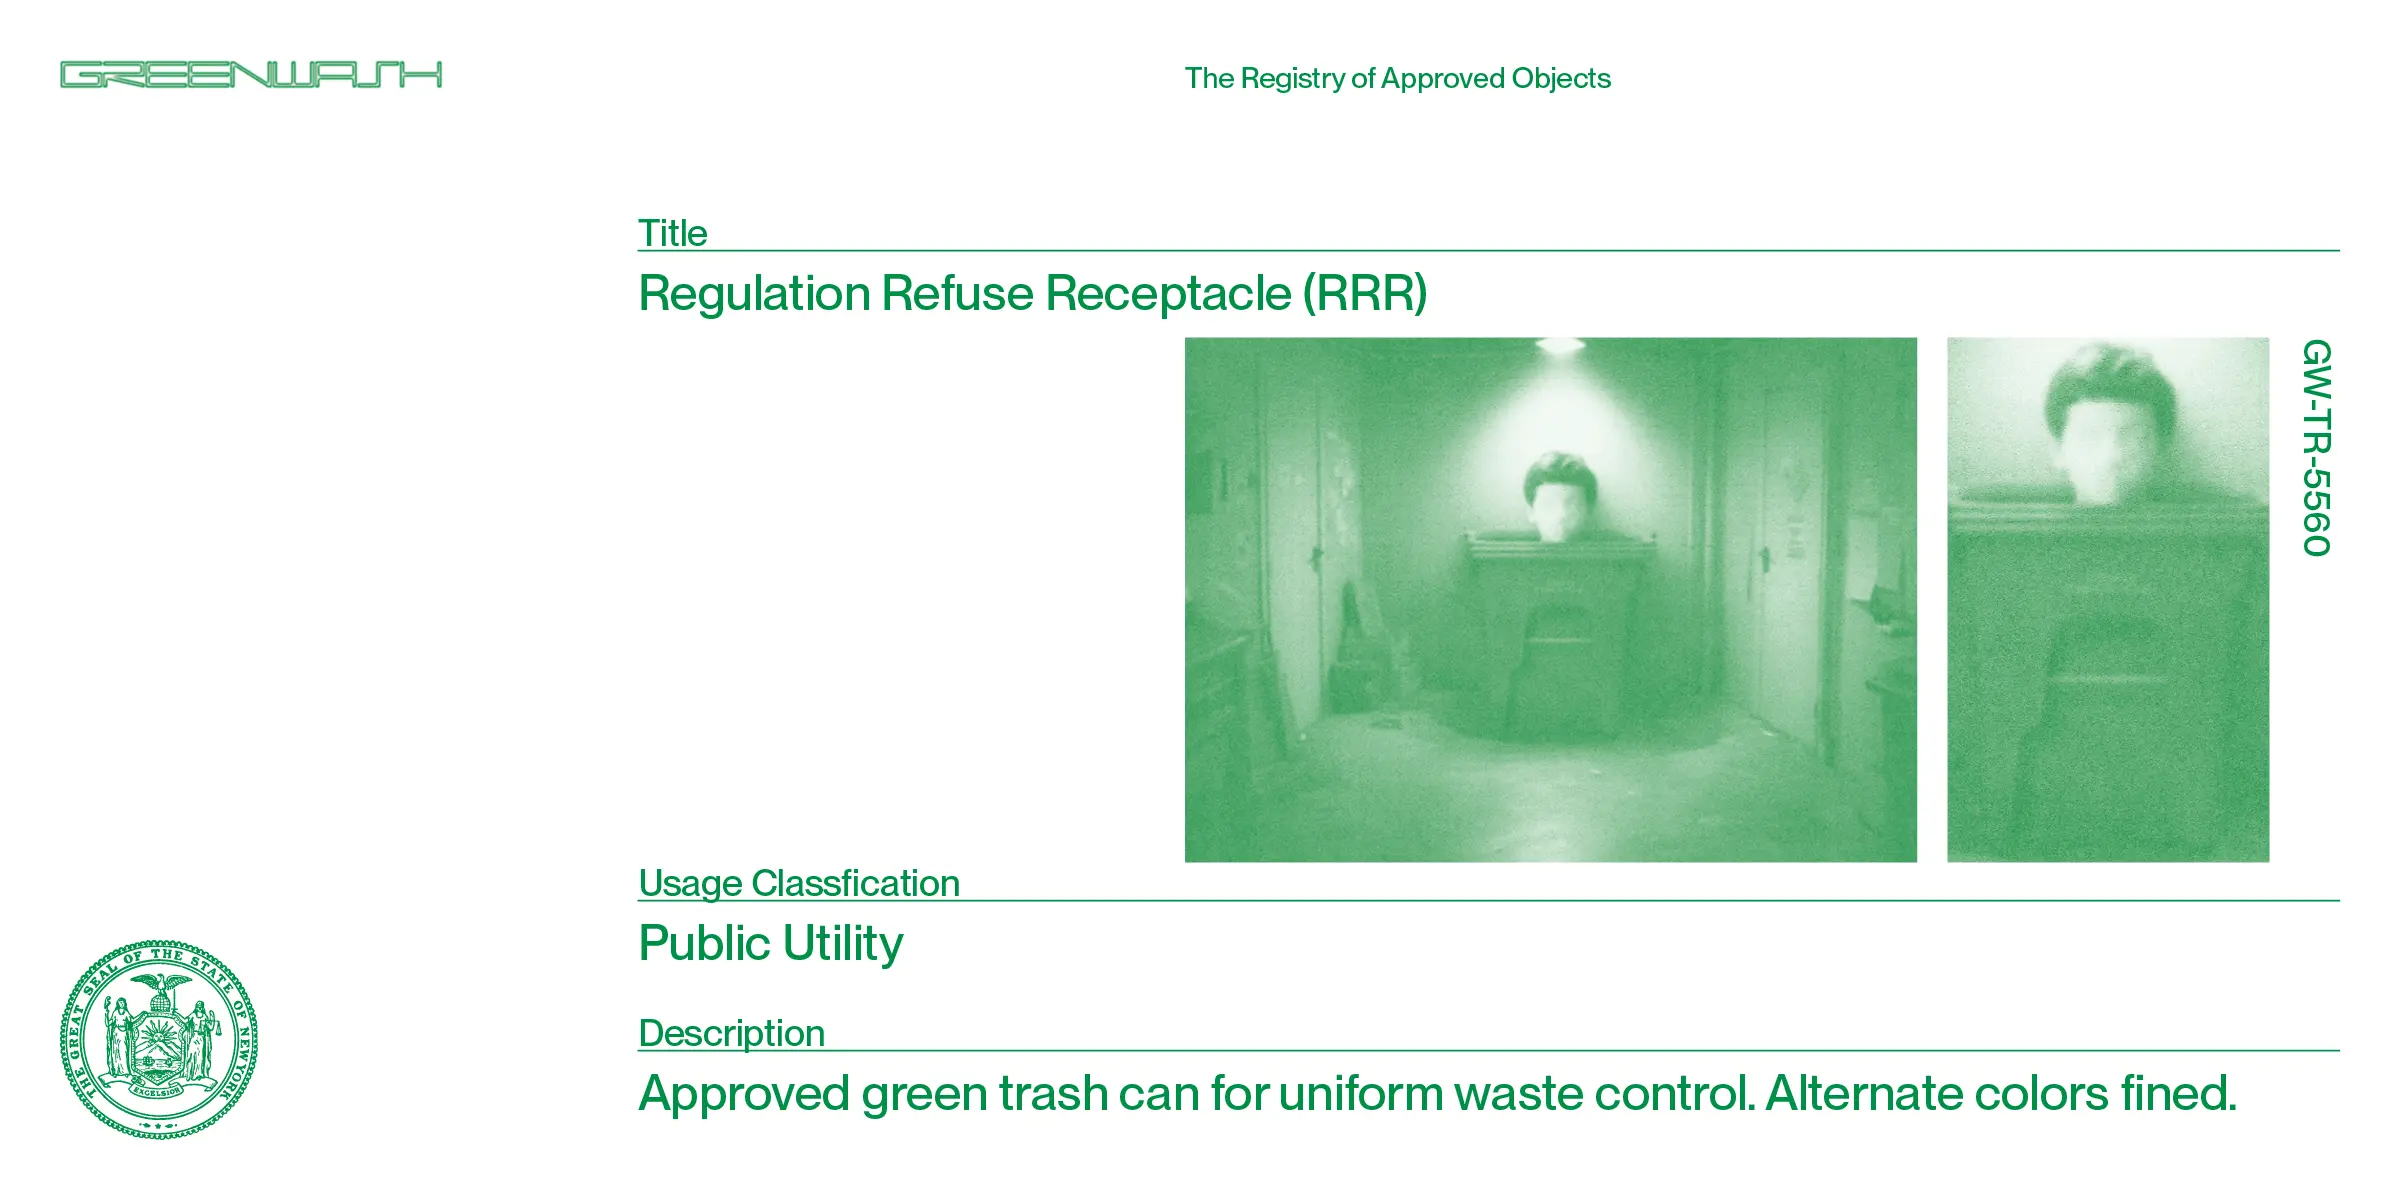 GREENWASH
The Registry of Approved Objects
Title
Regulation Refuse Receptacle (RRR)
GW-TR-5560
Usage Classfication
Public Utility
Description
Approved green trash can for uniform waste control. Alternate colors fined.
THE GREAT SEAL OF THE STATE OF NEW YORK
EXCELSIOR